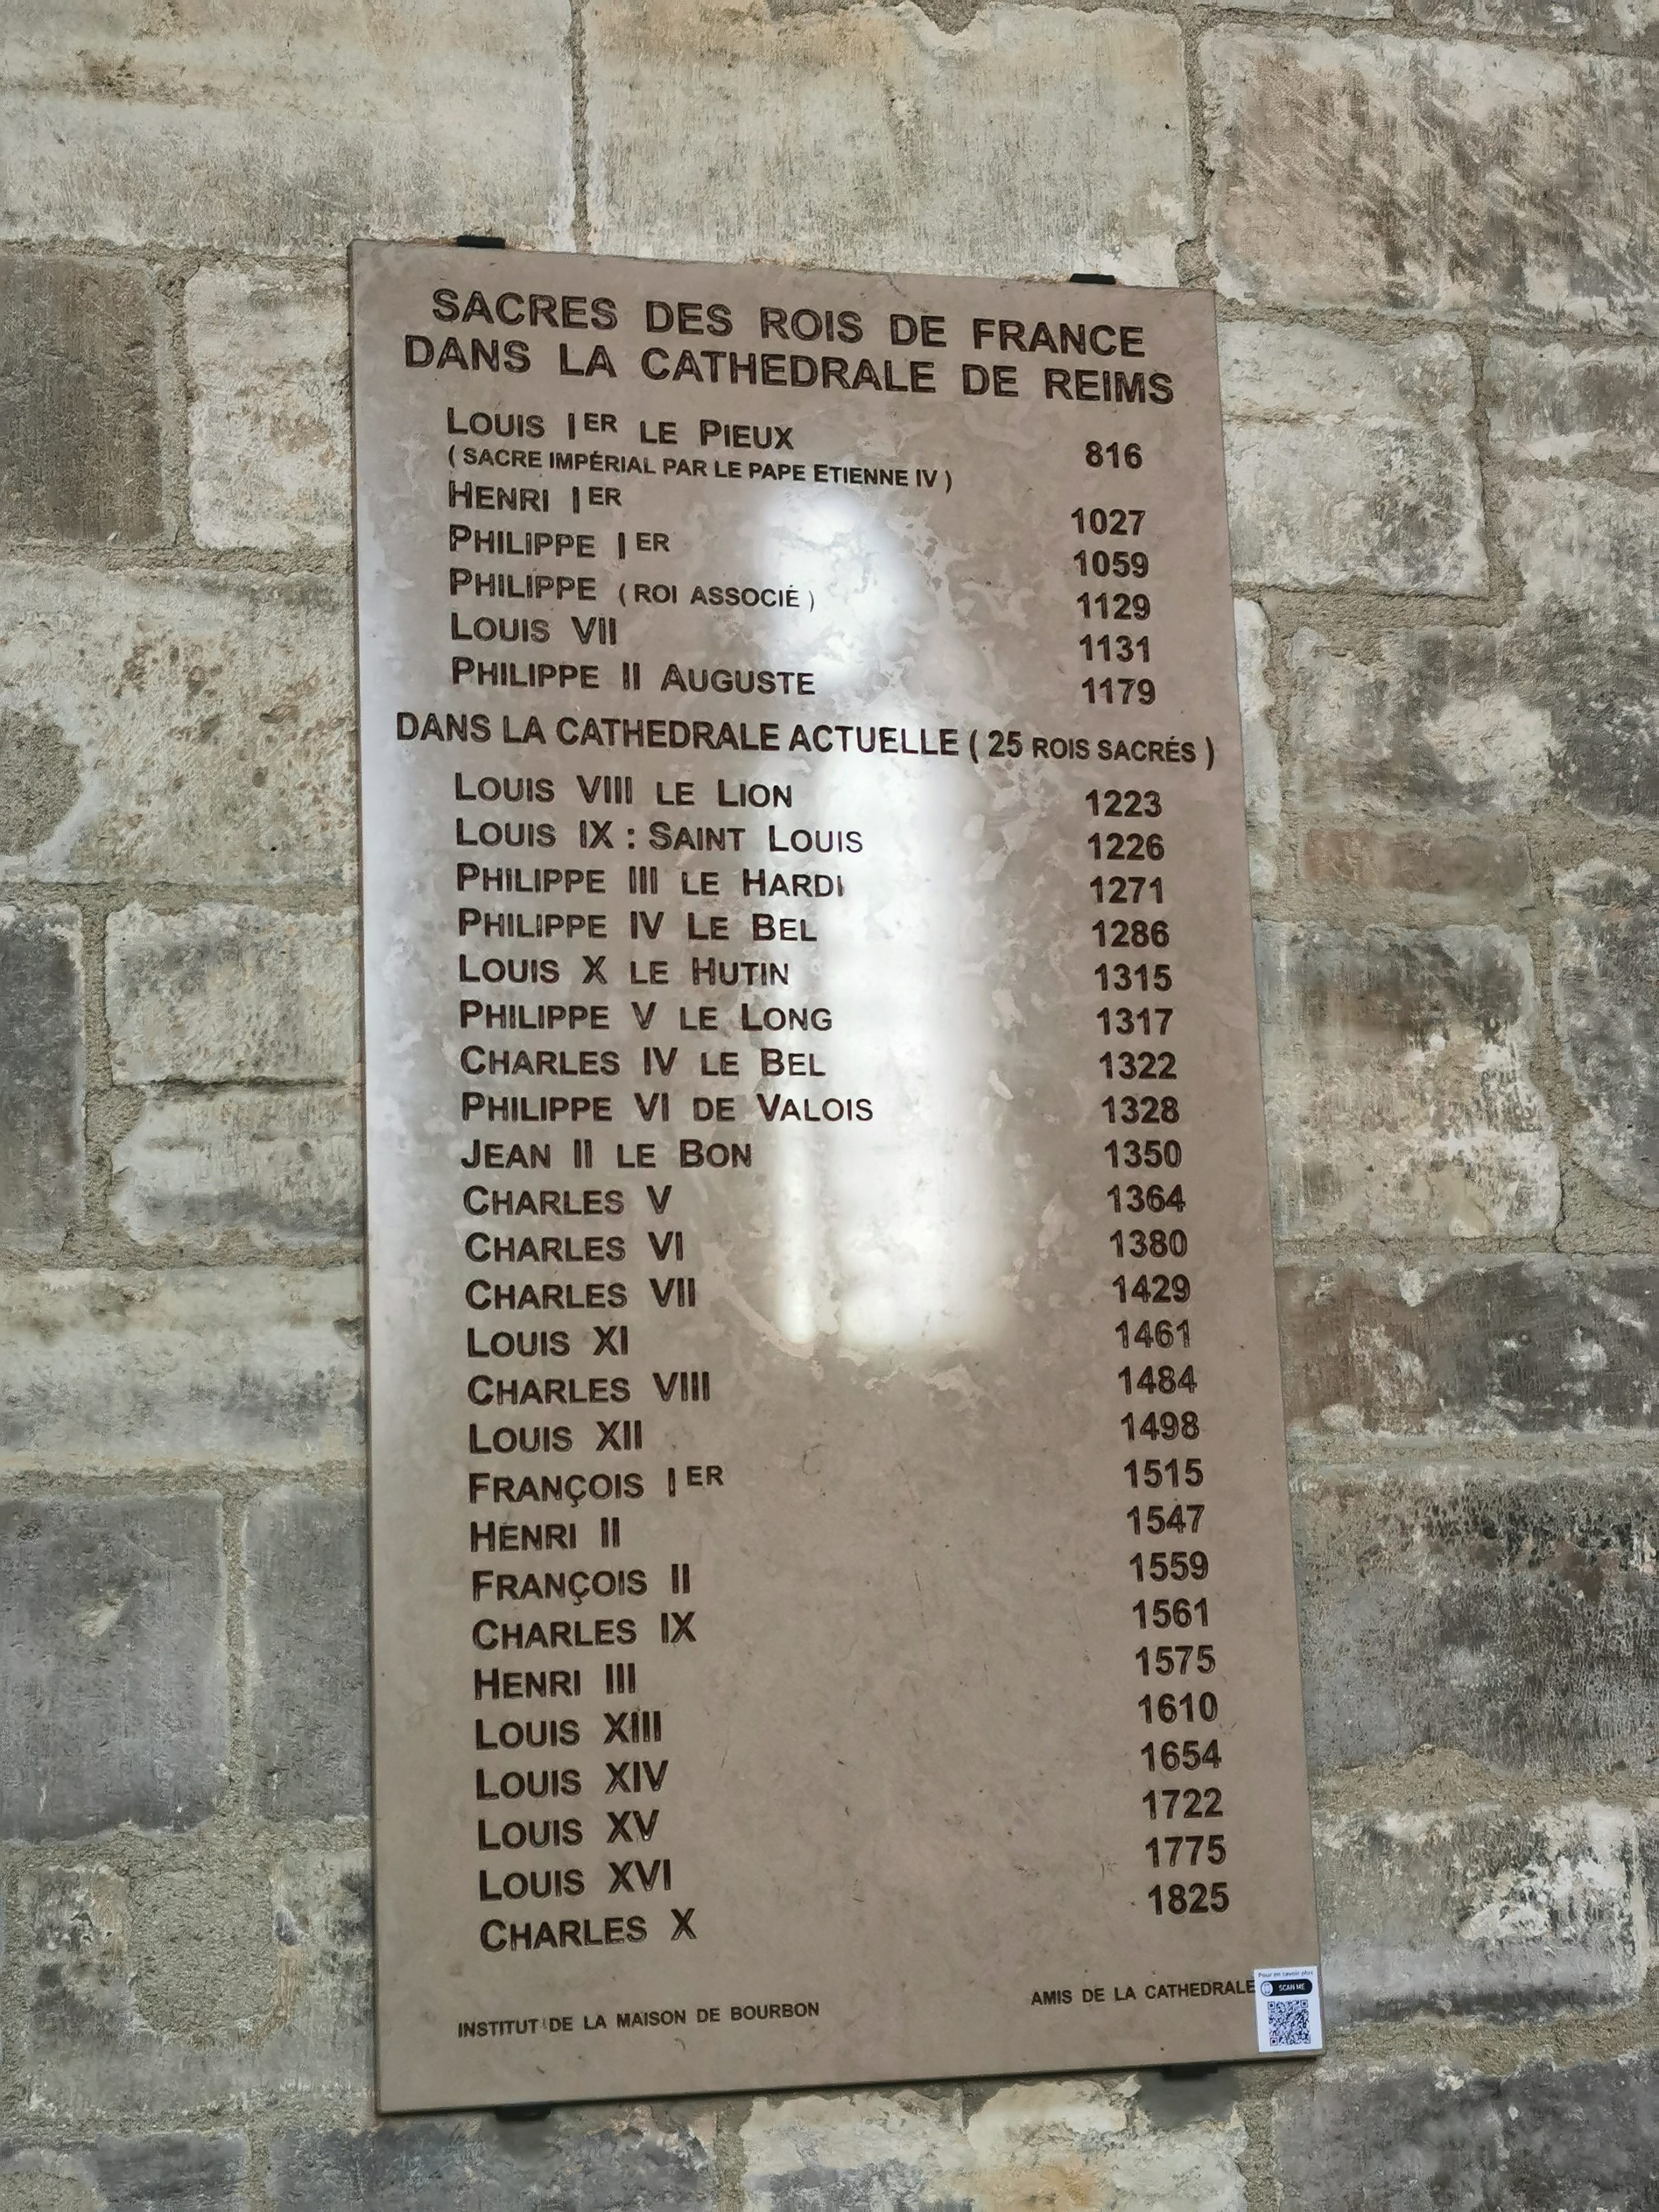 SACRES DES ROIS DE FRANCE
DANS LA CATHEDRALE DE REIMS
LOUIS IER LE PIEUX 816
( SACRE IMPÉRIAL PAR LE PAPE ETIENNE IV )
HENRI IER 1027
PHILIPPE IER 1059
PHILIPPE ( ROI ASSOCIÉ ) 1129
LOUIS VII 1131
PHILIPPE II AUGUSTE 1179
DANS LA CATHEDRALE ACTUELLE ( 25 ROIS SACRÉS )
LOUIS VIII LE LION 1223
LOUIS IX : SAINT LOUIS 1226
PHILIPPE III LE HARDI 1271
PHILIPPE IV LE BEL 1286
LOUIS X LE HUTIN 1315
PHILIPPE V LE LONG 1317
CHARLES IV LE BEL 1322
PHILIPPE VI DE VALOIS 1328
JEAN II LE BON 1350
CHARLES V 1364
CHARLES VI 1380
CHARLES VII 1429
LOUIS XI 1461
CHARLES VIII 1484
LOUIS XII 1498
FRANÇOIS IER 1515
HENRI II 1547
FRANÇOIS II 1559
CHARLES IX 1561
HENRI III 1575
LOUIS XIII 1610
LOUIS XIV 1654
LOUIS XV 1722
LOUIS XVI 1775
CHARLES X 1825
INSTITUT DE LA MAISON DE BOURBON
AMIS DE LA CATHEDRALE
Pour en savoir plus
SCAN ME